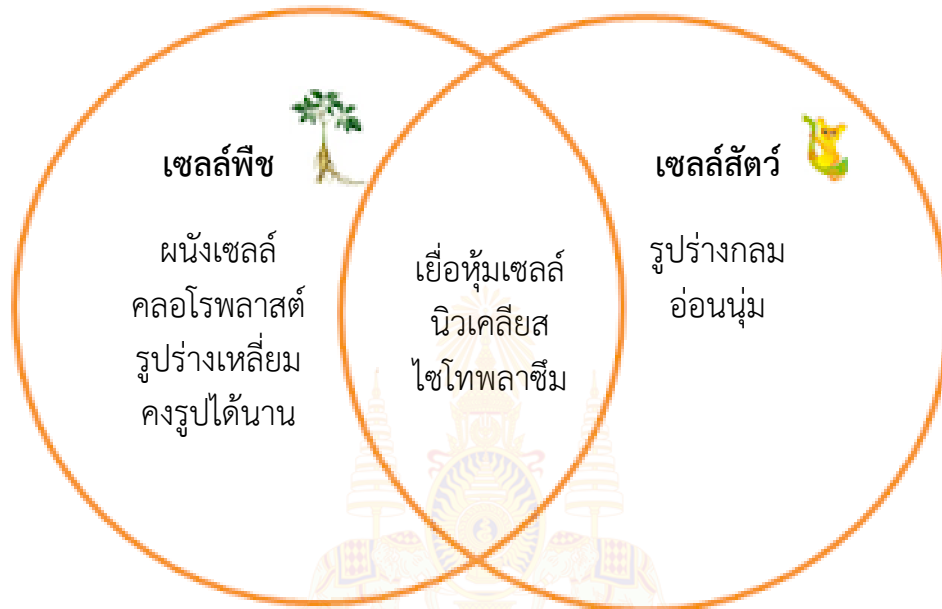 เซลล์พืช
ผนังเซลล์
คลอโรพลาสต์
รูปร่างเหลี่ยม
คงรูปได้นาน
เยื่อหุ้มเซลล์
นิวเคลียส
ไซโทพลาซึม
เซลล์สัตว์
รูปร่างกลม
อ่อนนุ่ม